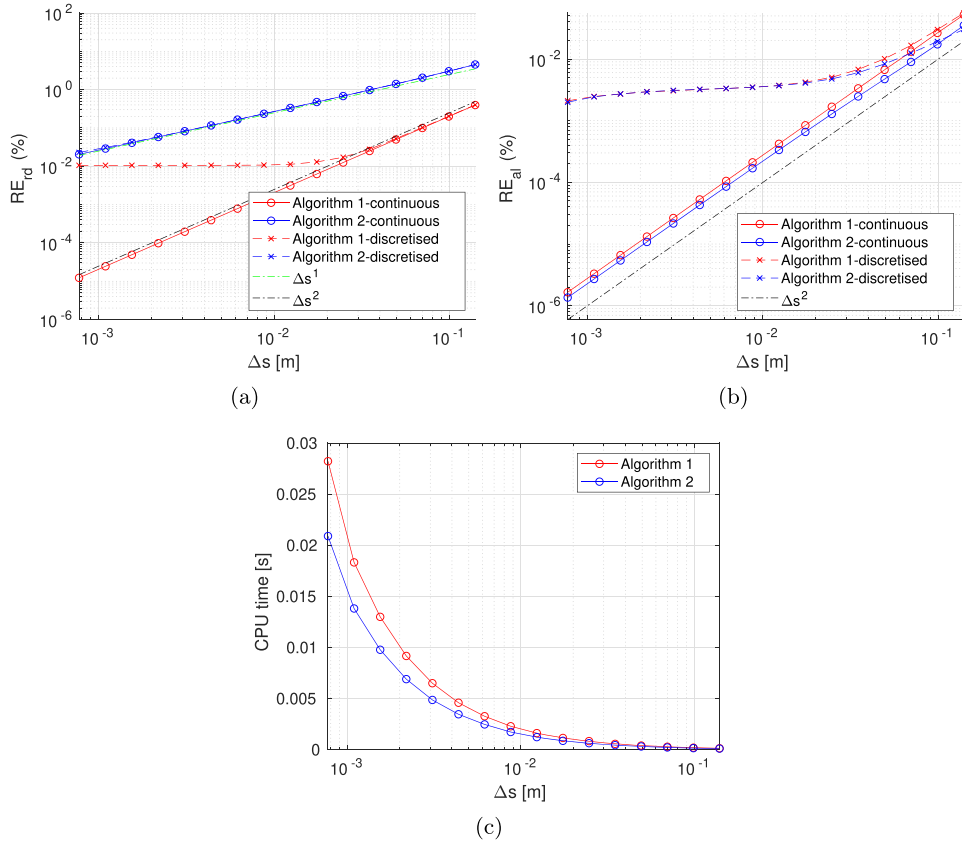 10^2
10^0
10^-2
10^-4
10^-6
RE_rd (%)
10^-3
10^-2
10^-1
Δs [m]
Algorithm 1-continuous
Algorithm 2-continuous
Algorithm 1-discretised
Algorithm 2-discretised
Δs^1
Δs^2
(a)
10^-2
10^-4
10^-6
RE_al (%)
10^-3
10^-2
10^-1
Δs [m]
Algorithm 1-continuous
Algorithm 2-continuous
Algorithm 1-discretised
Algorithm 2-discretised
Δs^2
(b)
0.03
0.025
0.02
0.015
0.01
0.005
0
CPU time [s]
10^-3
10^-2
10^-1
Δs [m]
Algorithm 1
Algorithm 2
(c)